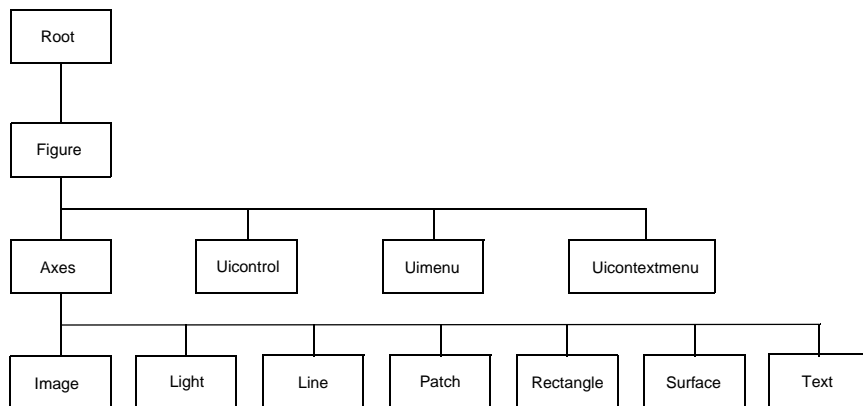 Root
Figure
Axes
Uicontrol
Uimenu
Uicontextmenu
Image
Light
Line
Patch
Rectangle
Surface
Text